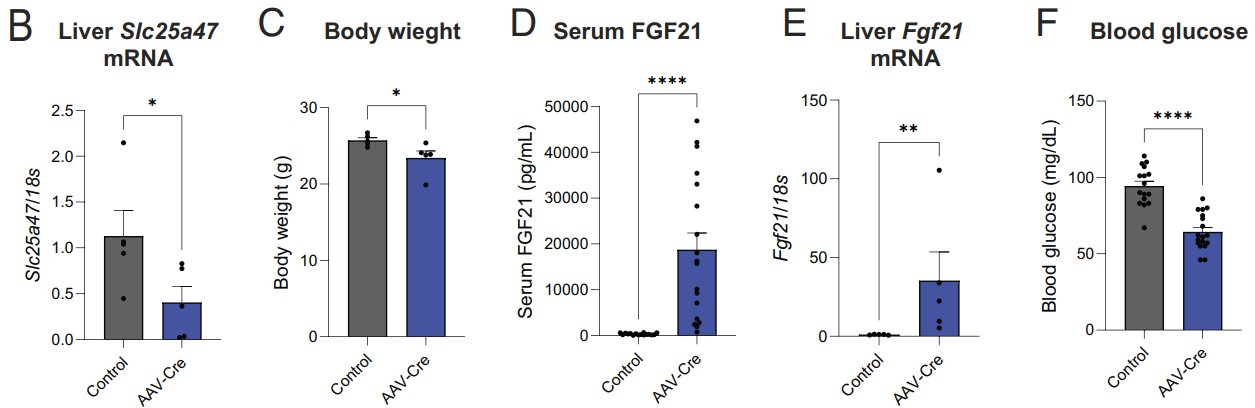 B Liver Slc25a47 mRNA
*
Slc25a47/18s
2.5
2.0
1.5
1.0
0.5
0.0
Control
AAV-Cre
C Body wieght
*
Body weight (g)
30
20
10
0
Control
AAV-Cre
D Serum FGF21
****
Serum FGF21 (pg/mL)
50000
40000
30000
20000
10000
0
Control
AAV-Cre
E Liver Fgf21 mRNA
**
Fgf21/18s
150
100
50
0
Control
AAV-Cre
F Blood glucose
****
Blood glucose (mg/dL)
150
100
50
0
Control
AAV-Cre